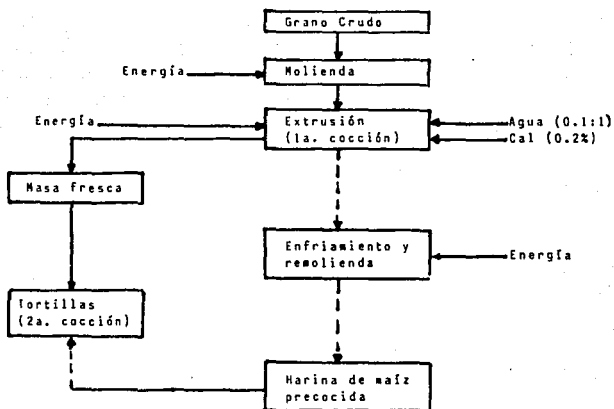 Grano Crudo
Energía
Molienda
Energía
Extrusión
(1a. cocción)
Agua (0.1:1)
Cal (0.2%)
Masa fresca
Enfriamiento y
remolienda
Energía
Tortillas
(2a. cocción)
Harina de maíz
precocida